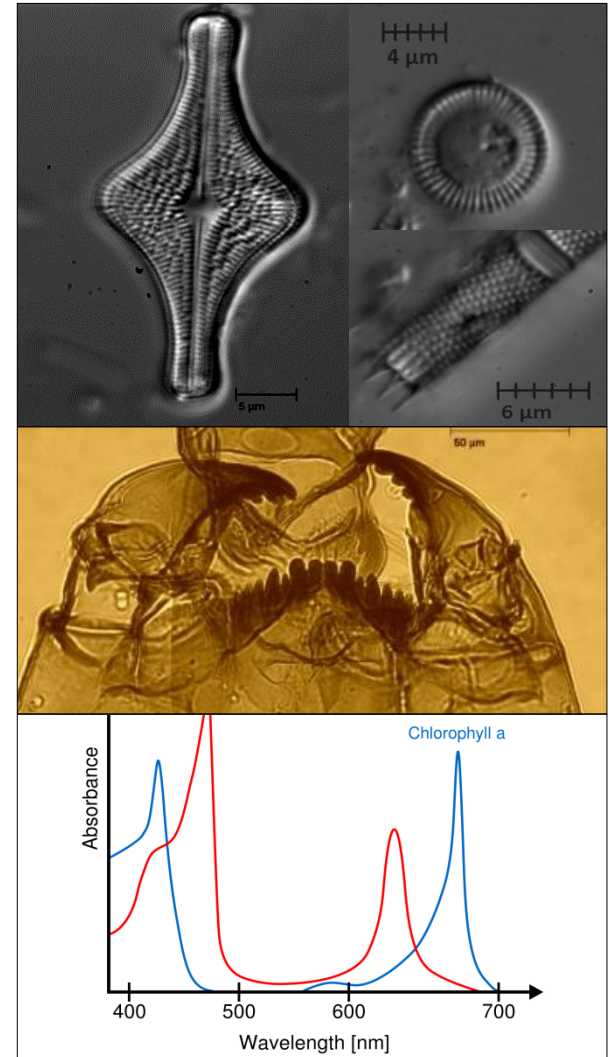 4 μm
5 μm
6 μm
50 μm
Chlorophyll a
Absorbance
400 500 600 700
Wavelength [nm]